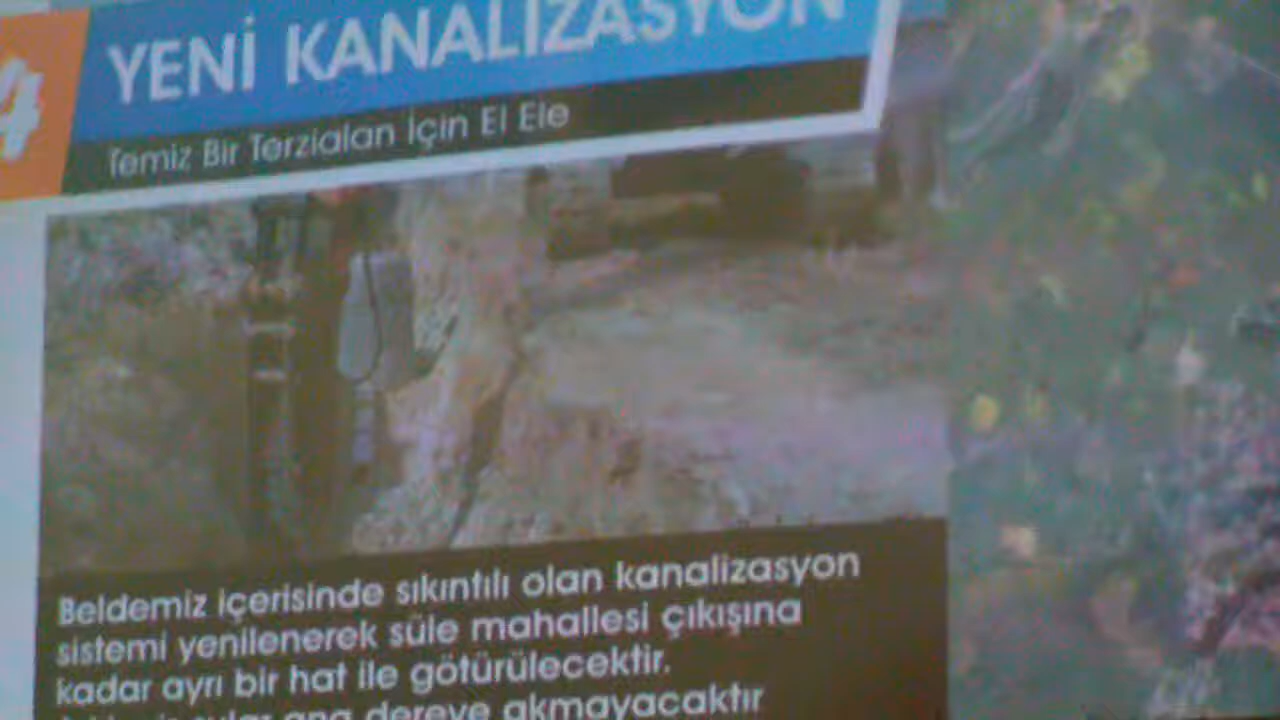 4
YENİ KANALİZASYON
Temiz Bir Terzialan İçin El Ele
Beldemiz içerisinde sıkıntılı olan kanalizasyon
sistemi yenilenerek süle mahallesi çıkışına
kadar ayrı bir hat ile götürülecektir.
sular ana dereye akmayacaktır